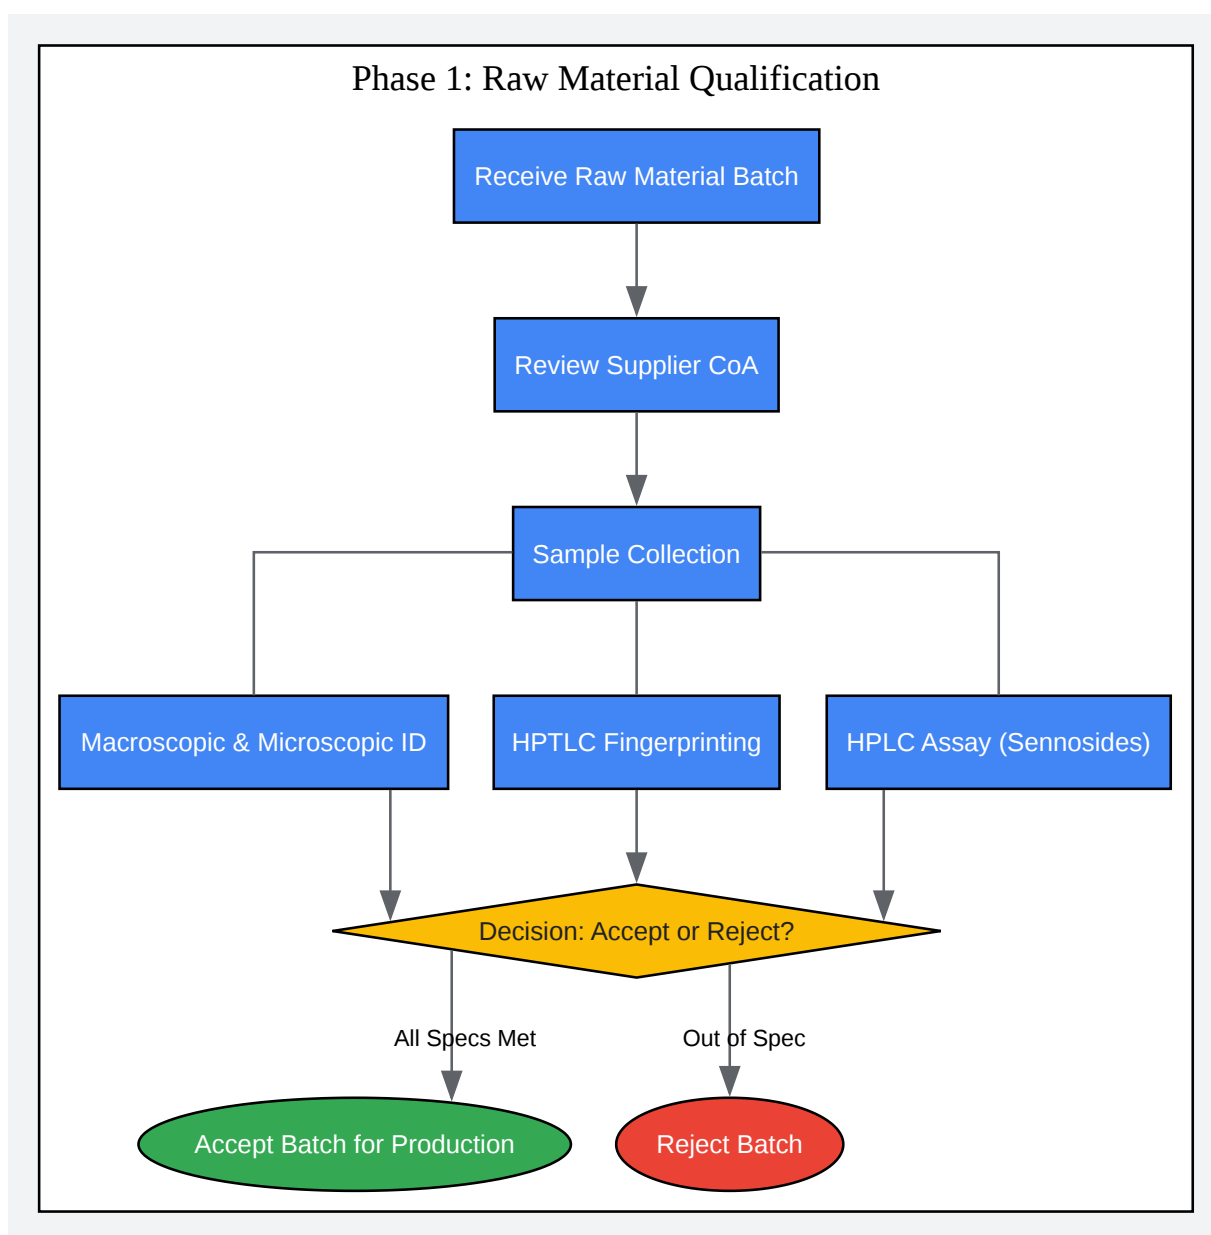 Phase 1: Raw Material Qualification
Receive Raw Material Batch
Review Supplier CoA
Sample Collection
Macroscopic & Microscopic ID
HPTLC Fingerprinting
HPLC Assay (Sennosides)
Decision: Accept or Reject?
All Specs Met
Out of Spec
Accept Batch for Production
Reject Batch